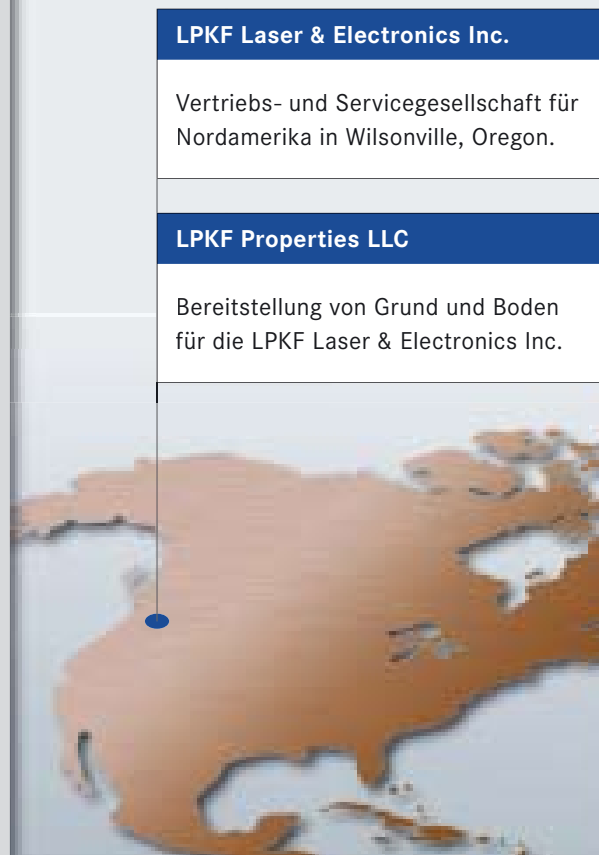 LPKF Laser & Electronics Inc.
Vertriebs- und Servicegesellschaft für
Nordamerika in Wilsonville, Oregon.
LPKF Properties LLC
Bereitstellung von Grund und Boden
für die LPKF Laser & Electronics Inc.